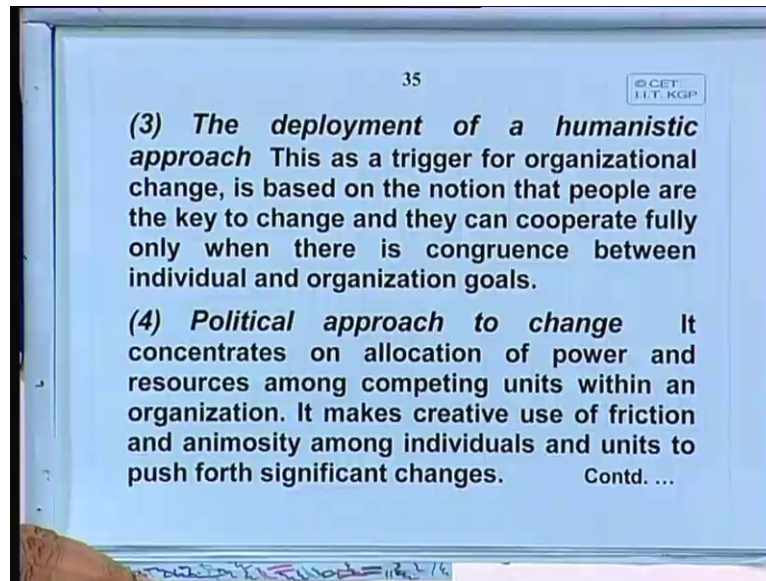 35
© CET
I.I.T. KGP
(3) The deployment of a humanistic
approach This as a trigger for organizational
change, is based on the notion that people are
the key to change and they can cooperate fully
only when there is congruence between
individual and organization goals.
(4) Political approach to change It
concentrates on allocation of power and
resources among competing units within an
organization. It makes creative use of friction
and animosity among individuals and units to
push forth significant changes. Contd. ...